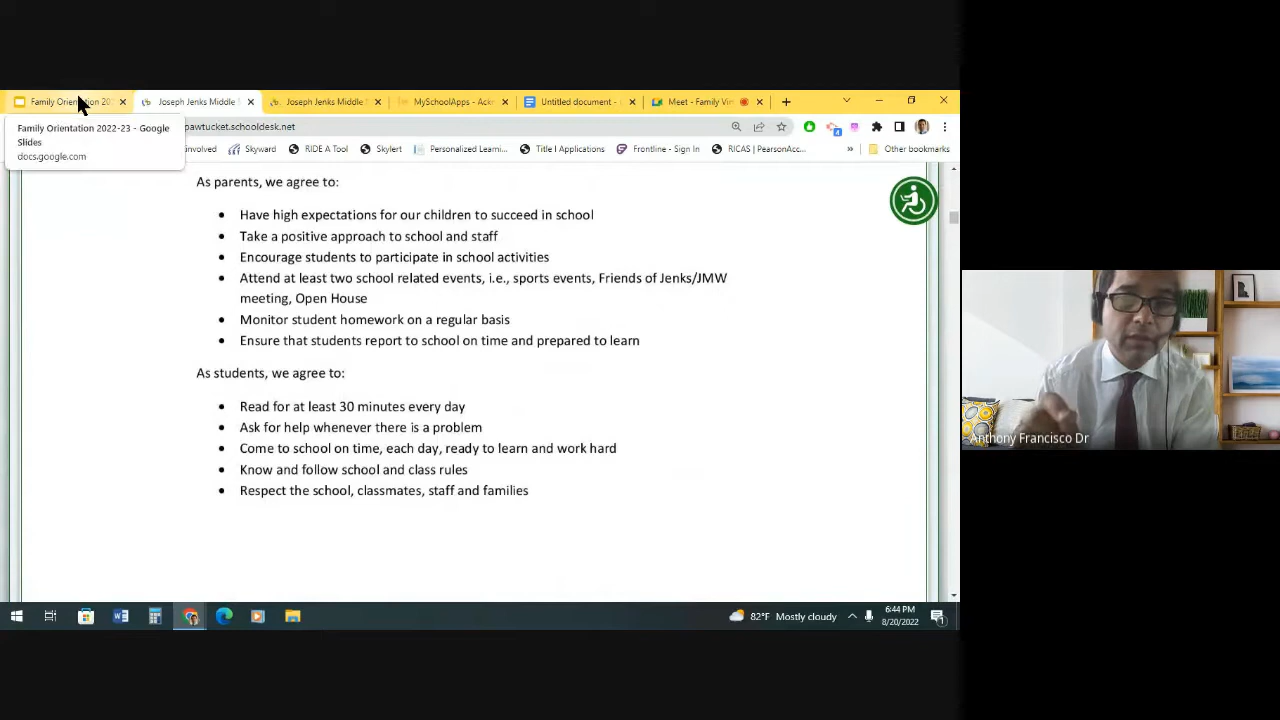 Family Orientation 20
Joseph Jenks Middle
Joseph Jenks Middle
MySchoolApps - Ack
Untitled document -
Meet - Family Vir
Family Orientation 2022-23 - Google
Slides
docs.google.com
pawtucket.schooldesk.net
involved
Skyward
RIDE A Tool
Skylert
Personalized Learni...
Title I Applications
Frontline - Sign In
RICAS | PearsonAcc...
»
Other bookmarks
As parents, we agree to:
• Have high expectations for our children to succeed in school
• Take a positive approach to school and staff
• Encourage students to participate in school activities
• Attend at least two school related events, i.e., sports events, Friends of Jenks/JMW
meeting, Open House
• Monitor student homework on a regular basis
• Ensure that students report to school on time and prepared to learn
As students, we agree to:
• Read for at least 30 minutes every day
• Ask for help whenever there is a problem
• Come to school on time, each day, ready to learn and work hard
• Know and follow school and class rules
• Respect the school, classmates, staff and families
Anthony Francisco Dr
82°F Mostly cloudy
6:44 PM
8/20/2022
1